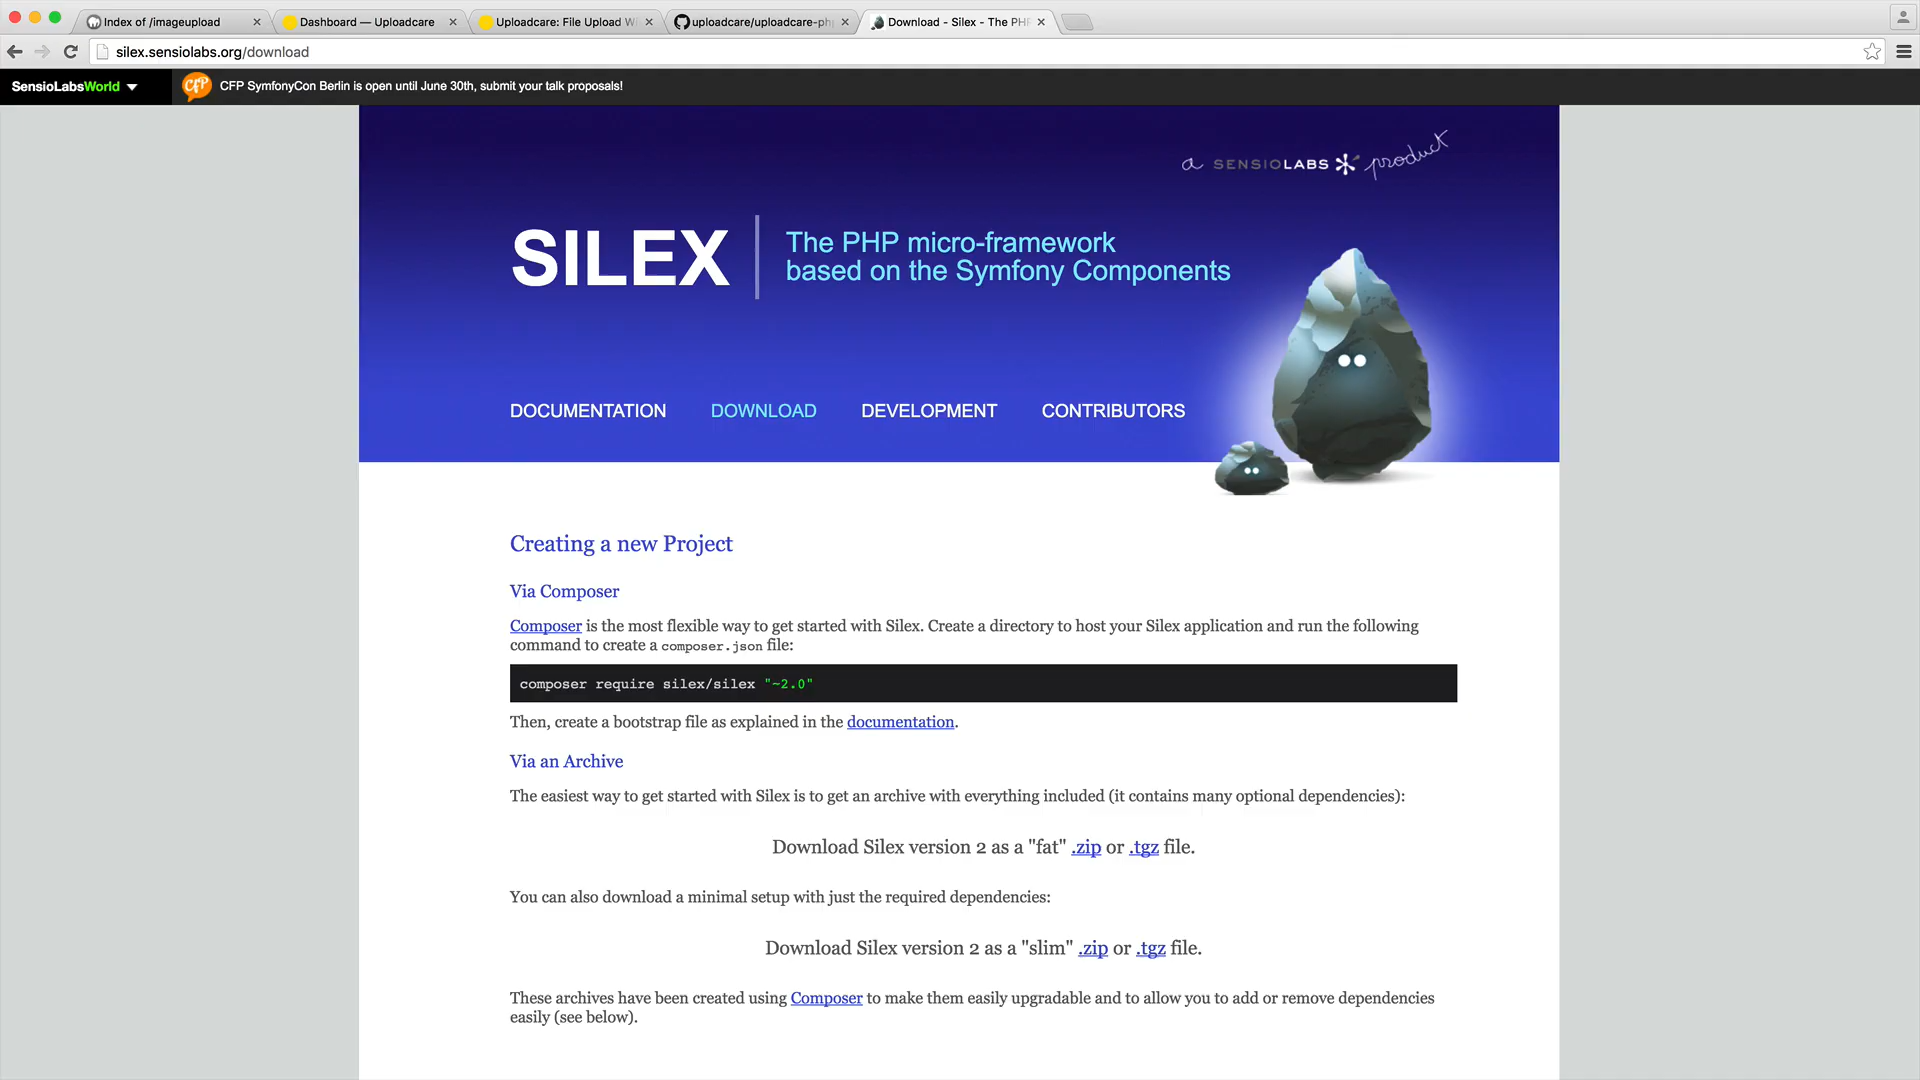 Index of /imageupload
Dashboard — Uploadcare
Uploadcare: File Upload W
uploadcare/uploadcare-ph
Download - Silex - The PH
silex.sensiolabs.org/download
SensioLabsWorld
CFP
CFP SymfonyCon Berlin is open until June 30th, submit your talk proposals!
a SENSIOLABS product
SILEX
The PHP micro-framework
based on the Symfony Components
DOCUMENTATION DOWNLOAD DEVELOPMENT CONTRIBUTORS
Creating a new Project
Via Composer
Composer is the most flexible way to get started with Silex. Create a directory to host your Silex application and run the following
command to create a composer.json file:
composer require silex/silex "~2.0"
Then, create a bootstrap file as explained in the documentation.
Via an Archive
The easiest way to get started with Silex is to get an archive with everything included (it contains many optional dependencies):
Download Silex version 2 as a "fat" .zip or .tgz file.
You can also download a minimal setup with just the required dependencies:
Download Silex version 2 as a "slim" .zip or .tgz file.
These archives have been created using Composer to make them easily upgradable and to allow you to add or remove dependencies
easily (see below).